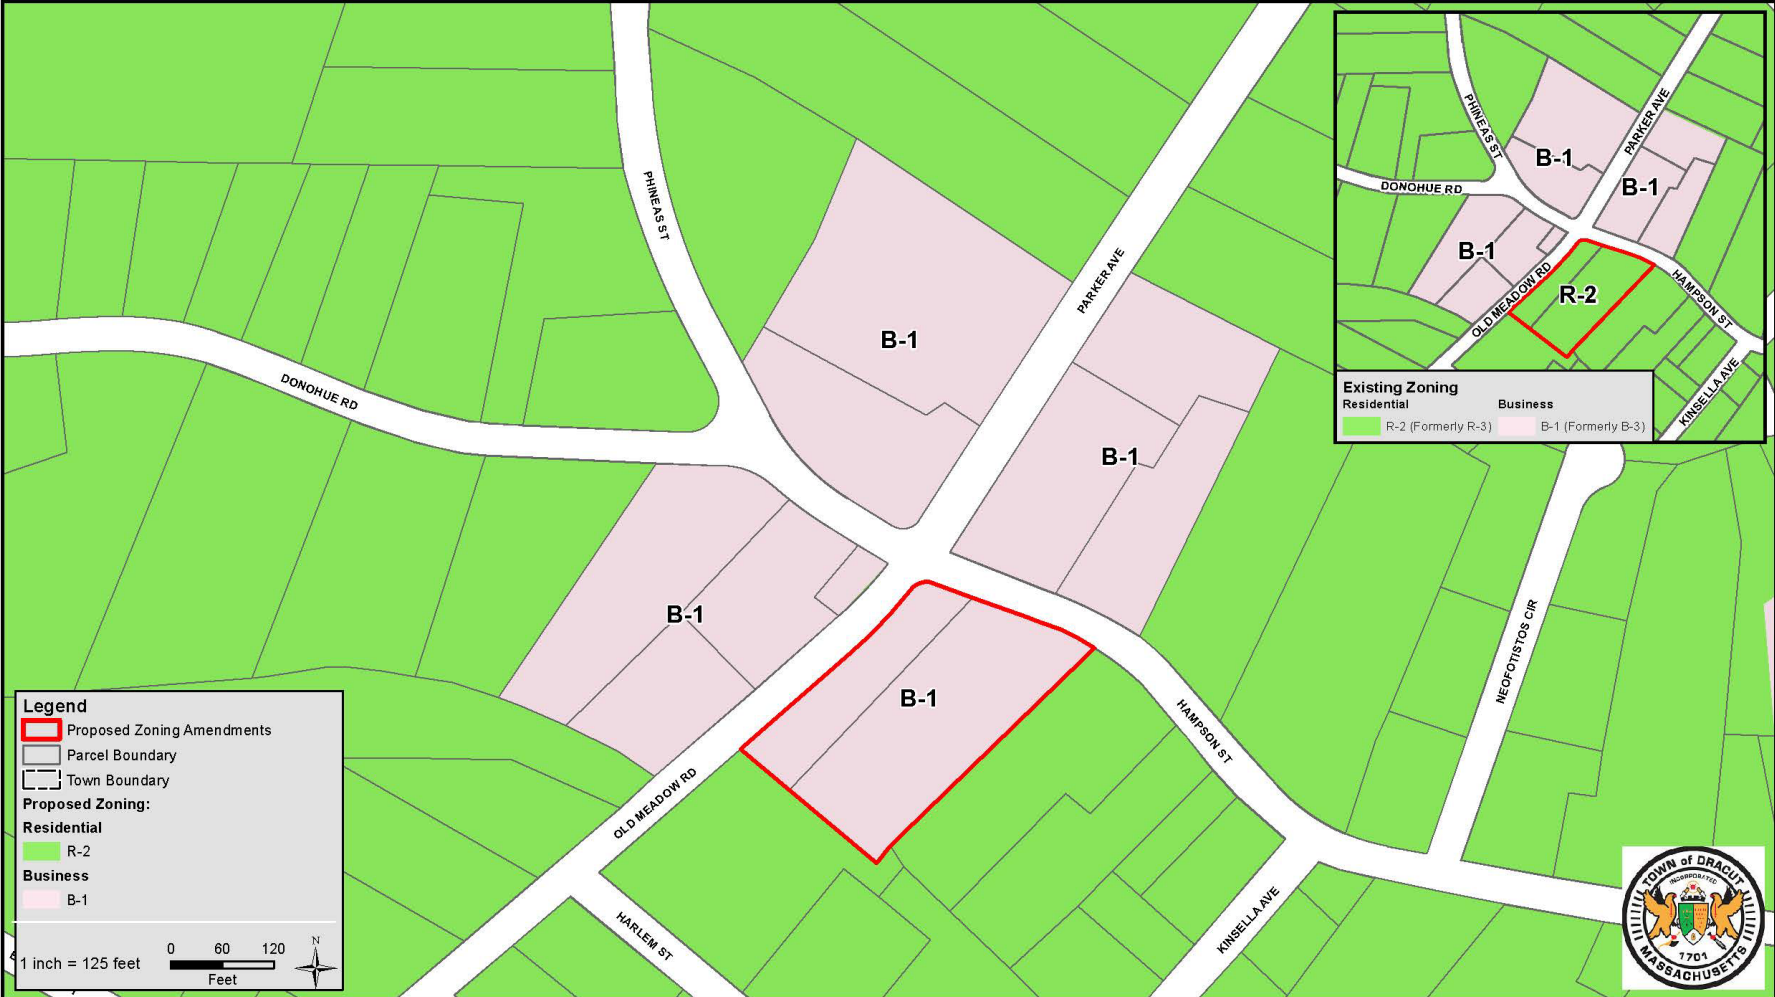 PHINEAS ST
PARKER AVE
DONOHUE RD
B-1
B-1
B-1
B-1
OLD MEADOW RD
HAMPSON ST
NEOFOTISTOS CIR
HARLEM ST
KINSELLA AVE
PHINEAS ST
PARKER AVE
DONOHUE RD
B-1
B-1
B-1
R-2
OLD MEADOW RD
HAMPSON ST
KINSELLA AVE
Existing Zoning
Residential Business
R-2 (Formerly R-3) B-1 (Formerly B-3)
Legend
Proposed Zoning Amendments
Parcel Boundary
Town Boundary
Proposed Zoning:
Residential
R-2
Business
B-1
1 inch = 125 feet
0 60 120
Feet
N
TOWN of DRACUT
INCORPORATED
1701
MASSACHUSETTS